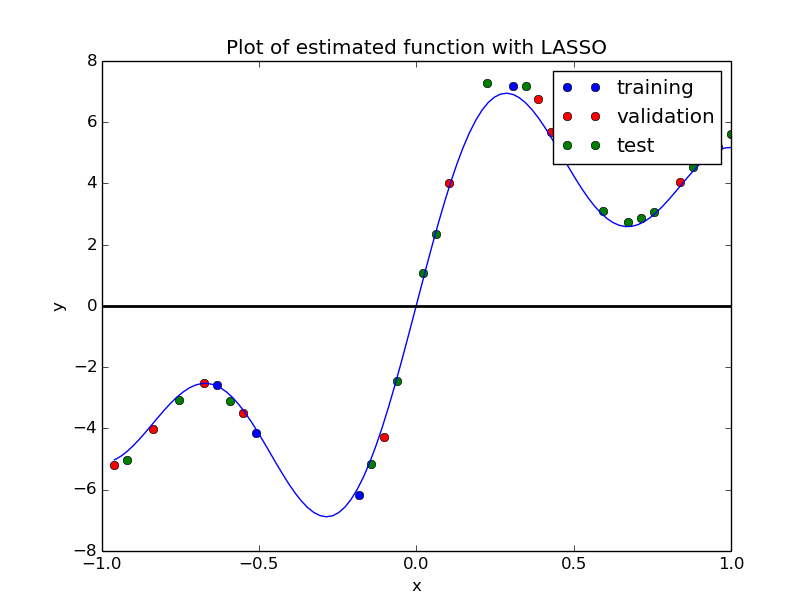 Plot of estimated function with LASSO
8
6
4
2
0
−2
−4
−6
−8
−1.0
−0.5
0.0
0.5
1.0
x
y
training
validation
test